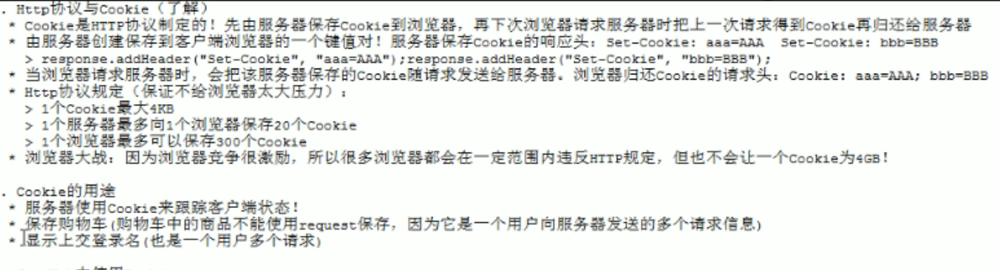 . Http协议与Cookie（了解）
* Cookie是HTTP协议制定的！先由服务器保存Cookie到浏览器，再下次浏览器请求服务器时把上一次请求得到Cookie再归还给服务器
* 由服务器创建保存到客户端浏览器的一个键值对！服务器保存Cookie的响应头：Set-Cookie: aaa=AAA  Set-Cookie: bbb=BBB
> response.addHeader("Set-Cookie", "aaa=AAA");response.addHeader("Set-Cookie", "bbb=BBB");
* 当浏览器请求服务器时，会把该服务器保存的Cookie随请求发送给服务器。浏览器归还Cookie的请求头：Cookie: aaa=AAA; bbb=BBB
* Http协议规定（保证不给浏览器太大压力）：
> 1个Cookie最大4KB
> 1个服务器最多向1个浏览器保存20个Cookie
> 1个浏览器最多可以保存300个Cookie
* 浏览器大战：因为浏览器竞争很激励，所以很多浏览器都会在一定范围内违反HTTP规定，但也不会让一个Cookie为4GB！
. Cookie的用途
* 服务器使用Cookie来跟踪客户端状态！
* 保存购物车(购物车中的商品不能使用request保存，因为它是一个用户向服务器发送的多个请求信息)
* 显示上交登录名(也是一个用户多个请求)